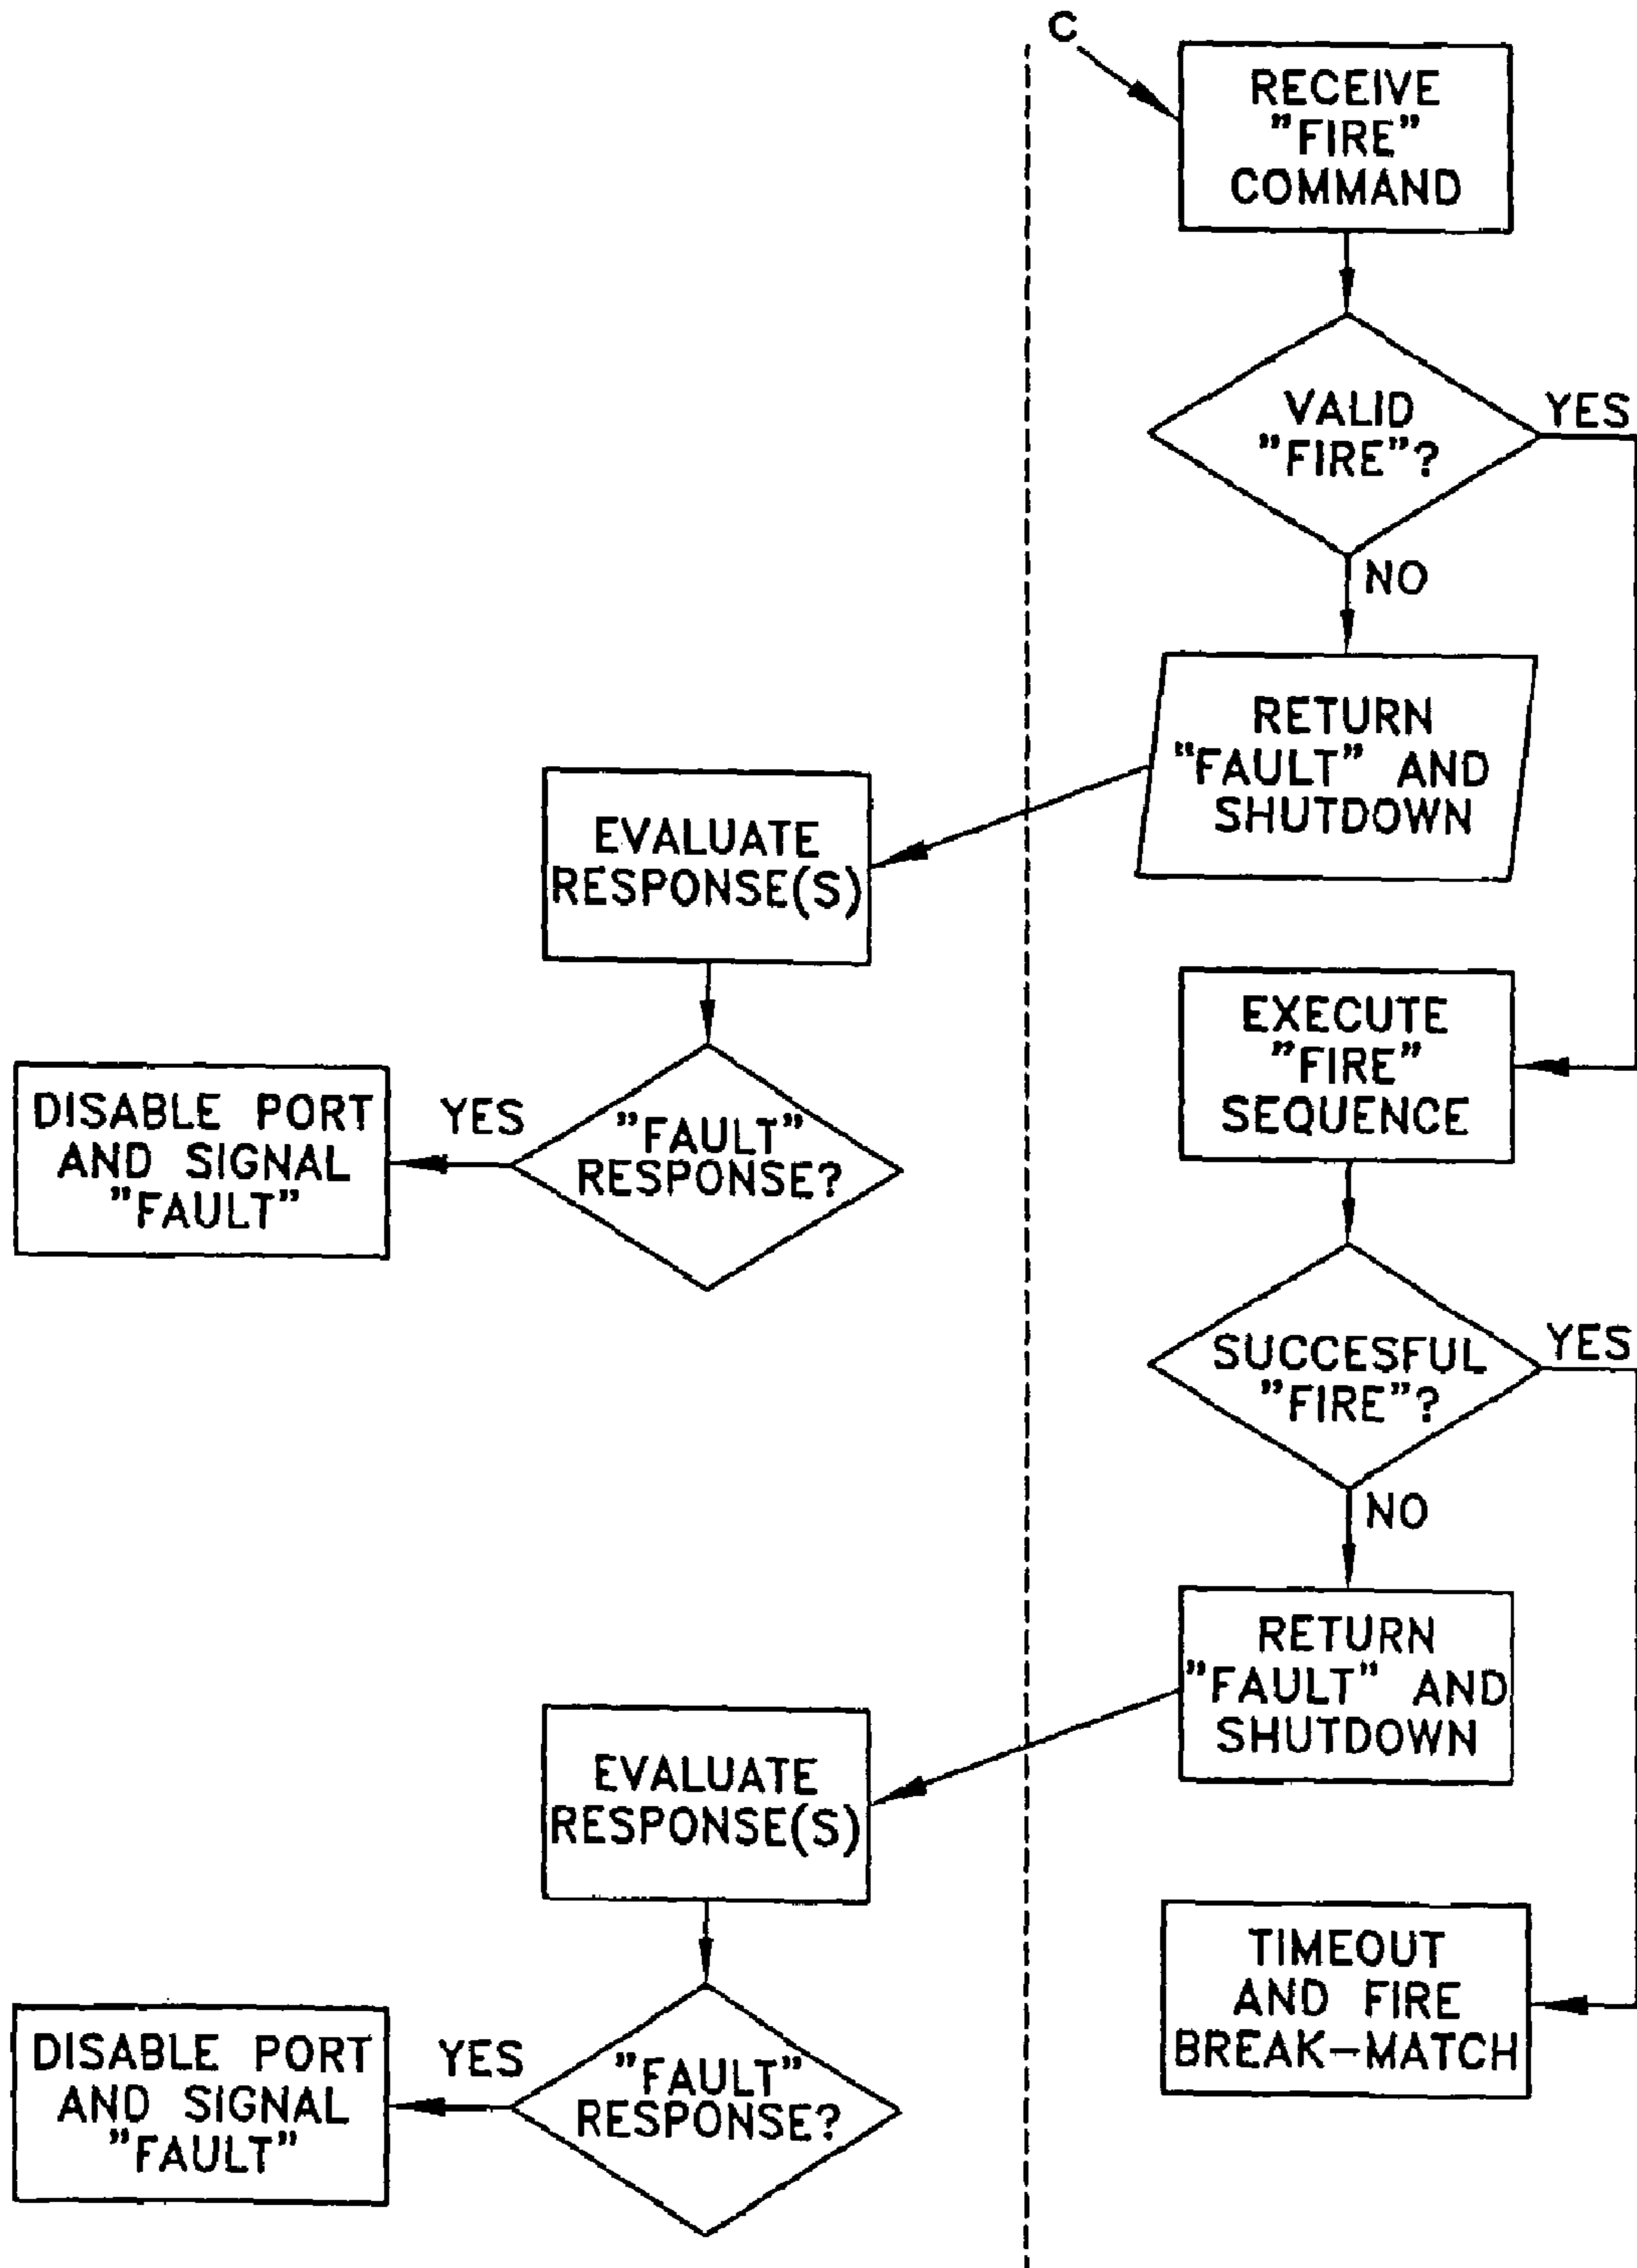 C
RECEIVE
"FIRE"
COMMAND
VALID
"FIRE"?
YES
NO
RETURN
"FAULT" AND
SHUTDOWN
EVALUATE
RESPONSE(S)
"FAULT"
RESPONSE?
YES
DISABLE PORT
AND SIGNAL
"FAULT"
EXECUTE
"FIRE"
SEQUENCE
SUCCESFUL
"FIRE"?
YES
NO
RETURN
"FAULT" AND
SHUTDOWN
EVALUATE
RESPONSE(S)
"FAULT"
RESPONSE?
YES
DISABLE PORT
AND SIGNAL
"FAULT"
TIMEOUT
AND FIRE
BREAK-MATCH